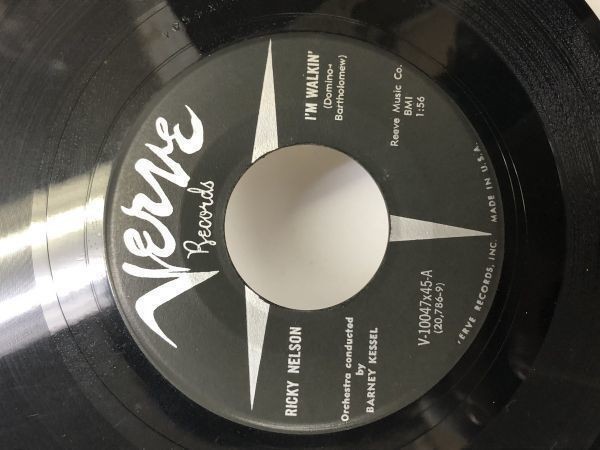 Verve
Records
I'M WALKIN'
(Domino-
Bartholomew)
Reeve Music Co.
BMI
1:56
RICKY NELSON
Orchestra conducted
by
BARNEY KESSEL
V-10047x45-A
(20,786-9)
VERVE RECORDS, INC. MADE IN U.S.A.